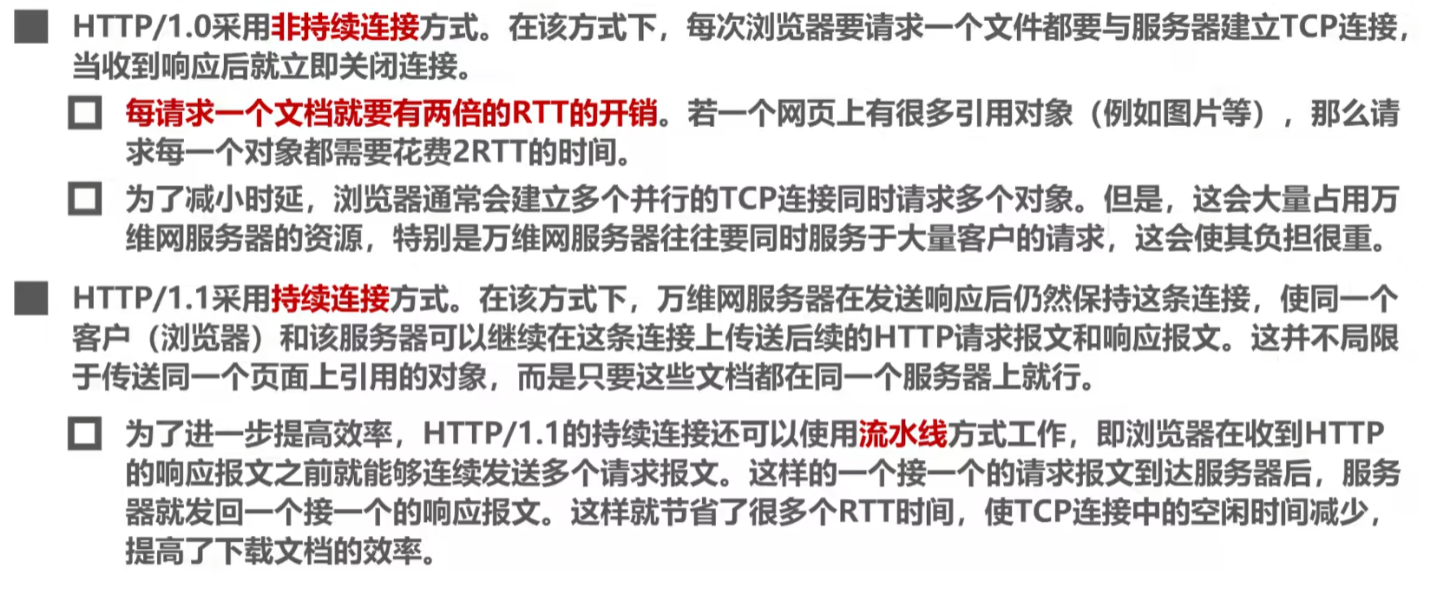 HTTP/1.0采用非持续连接方式。在该方式下，每次浏览器要请求一个文件都要与服务器建立TCP连接，
当收到响应后就立即关闭连接。
每请求一个文档就要有两倍的RTT的开销。若一个网页上有很多引用对象（例如图片等），那么请
求每一个对象都需要花费2RTT的时间。
为了减小时延，浏览器通常会建立多个并行的TCP连接同时请求多个对象。但是，这会大量占用万
维网服务器的资源，特别是万维网服务器往往要同时服务于大量客户的请求，这会使其负担很重。
HTTP/1.1采用持续连接方式。在该方式下，万维网服务器在发送响应后仍然保持这条连接，使同一个
客户（浏览器）和该服务器可以继续在这条连接上传送后续的HTTP请求报文和响应报文。这并不局限
于传送同一个页面上引用的对象，而是只要这些文档都在同一个服务器上就行。
为了进一步提高效率，HTTP/1.1的持续连接还可以使用流水线方式工作，即浏览器在收到HTTP
的响应报文之前就能够连续发送多个请求报文。这样的一个接一个的请求报文到达服务器后，服务
器就发回一个接一个的响应报文。这样就节省了很多个RTT时间，使TCP连接中的空闲时间减少，
提高了下载文档的效率。